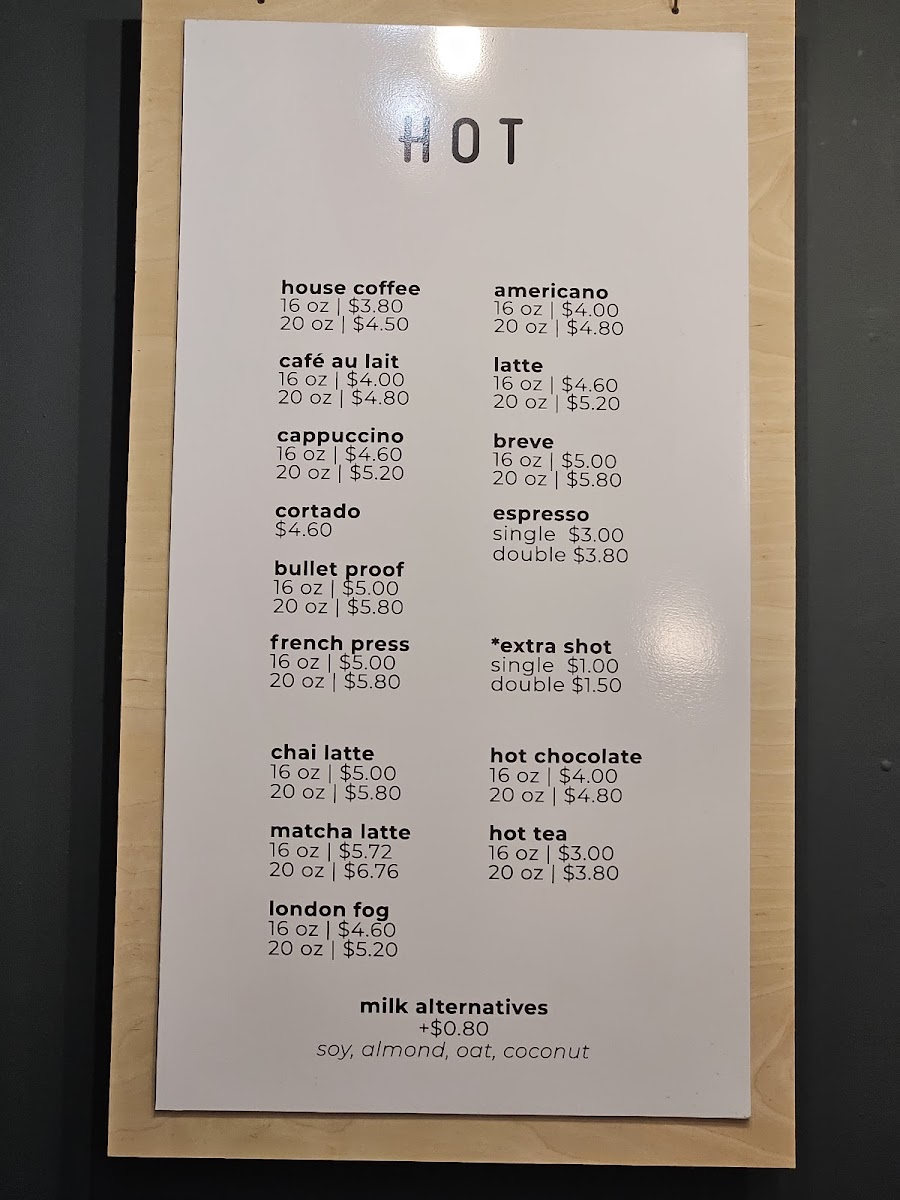 HOT
house coffee
16 oz | $3.80
20 oz | $4.50
café au lait
16 oz | $4.00
20 oz | $4.80
cappuccino
16 oz | $4.60
20 oz | $5.20
cortado
$4.60
bullet proof
16 oz | $5.00
20 oz | $5.80
french press
16 oz | $5.00
20 oz | $5.80
chai latte
16 oz | $5.00
20 oz | $5.80
matcha latte
16 oz | $5.72
20 oz | $6.76
london fog
16 oz | $4.60
20 oz | $5.20
americano
16 oz | $4.00
20 oz | $4.80
latte
16 oz | $4.60
20 oz | $5.20
breve
16 oz | $5.00
20 oz | $5.80
espresso
single $3.00
double $3.80
*extra shot
single $1.00
double $1.50
hot chocolate
16 oz | $4.00
20 oz | $4.80
hot tea
16 oz | $3.00
20 oz | $3.80
milk alternatives
+$0.80
soy, almond, oat, coconut